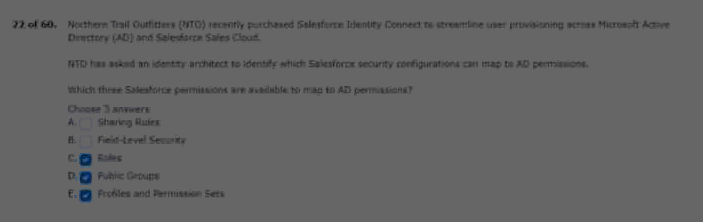 22 of 60. Northern Trail Outfitters (NTO) recently purchased Salesforce Identity Connect to streamline user provisioning across Microsoft Active
Directory (AD) and Salesforce Sales Cloud.
NTO has asked an identity architect to identify which Salesforce security configurations can map to AD permissions.
Which three Salesforce permissions are available to map to AD permissions?
Choose 3 answers
A. Sharing Rules
B. Field-Level Security
C. Roles
D. Public Groups
E. Profiles and Permission Sets